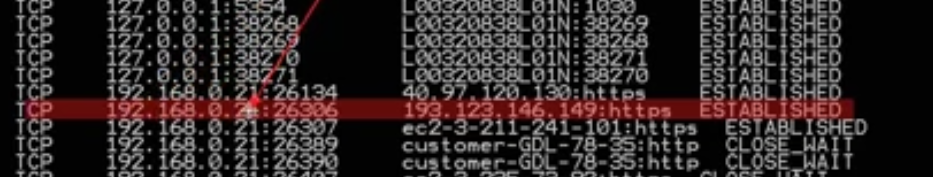 TCP 127.0.0.1:5354 L00320838L01N:1030 ESTABLISHED
TCP 127.0.0.1:38268 L00320838L01N:38269 ESTABLISHED
TCP 127.0.0.1:38269 L00320838L01N:38268 ESTABLISHED
TCP 127.0.0.1:38270 L00320838L01N:38271 ESTABLISHED
TCP 127.0.0.1:38271 L00320838L01N:38270 ESTABLISHED
TCP 192.168.0.21:26134 40.97.120.130:https ESTABLISHED
TCP 192.168.0.21:26306 193.123.146.149:https ESTABLISHED
TCP 192.168.0.21:26307 ec2-3-211-241-101:https ESTABLISHED
TCP 192.168.0.21:26389 customer-GDL-78-35:http CLOSE_WAIT
TCP 192.168.0.21:26390 customer-GDL-78-35:http CLOSE_WAIT
TCP CLOSE_WAIT